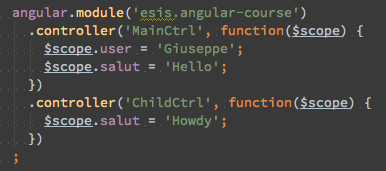 angular.module('esis.angular-course')
  .controller('MainCtrl', function($scope) {
    $scope.user = 'Giuseppe';
    $scope.salut = 'Hello';
  })
  .controller('ChildCtrl', function($scope) {
    $scope.salut = 'Howdy';
  })
;